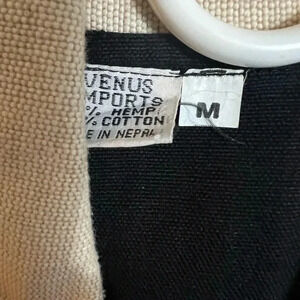 VENUS
IMPORTS
% HEMP
% COTTON
E IN NEPAL
M